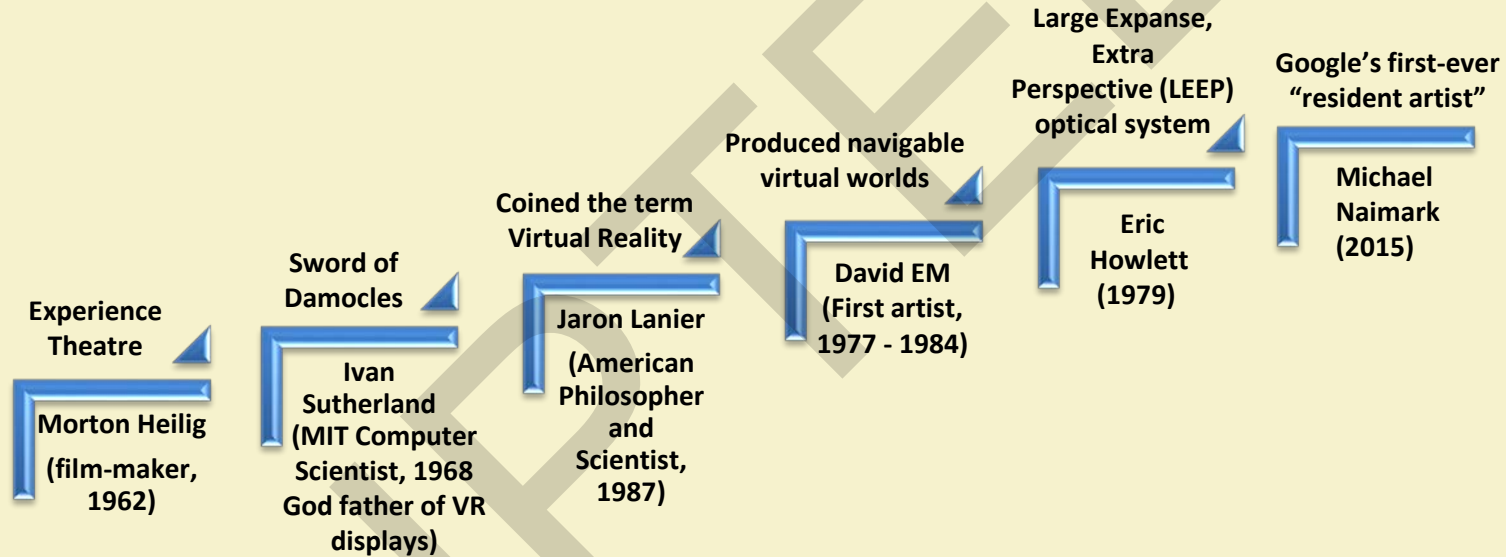 Experience
Theatre
Morton Heilig
(film-maker,
1962)
Sword of
Damocles
Ivan
Sutherland
(MIT Computer
Scientist, 1968
God father of VR
displays)
Coined the term
Virtual Reality
Jaron Lanier
(American
Philosopher
and
Scientist,
1987)
Produced navigable
virtual worlds
David EM
(First artist,
1977 - 1984)
Large Expanse,
Extra
Perspective (LEEP)
optical system
Eric
Howlett
(1979)
Google’s first-ever
“resident artist”
Michael
Naimark
(2015)